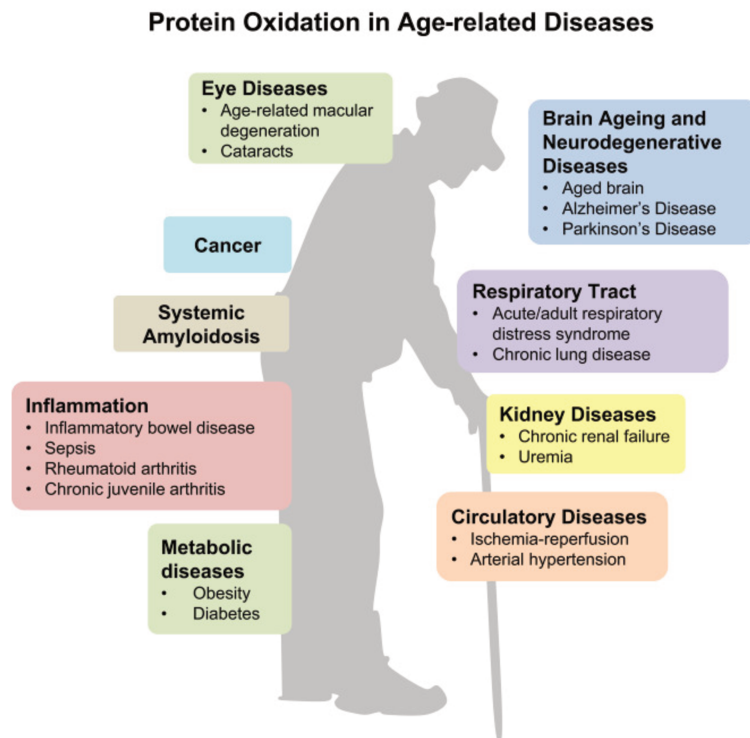 Protein Oxidation in Age-related Diseases
Eye Diseases
• Age-related macular
degeneration
• Cataracts
Brain Ageing and
Neurodegenerative
Diseases
• Aged brain
• Alzheimer’s Disease
• Parkinson’s Disease
Cancer
Systemic
Amyloidosis
Respiratory Tract
• Acute/adult respiratory
distress syndrome
• Chronic lung disease
Inflammation
• Inflammatory bowel disease
• Sepsis
• Rheumatoid arthritis
• Chronic juvenile arthritis
Kidney Diseases
• Chronic renal failure
• Uremia
Metabolic
diseases
• Obesity
• Diabetes
Circulatory Diseases
• Ischemia-reperfusion
• Arterial hypertension